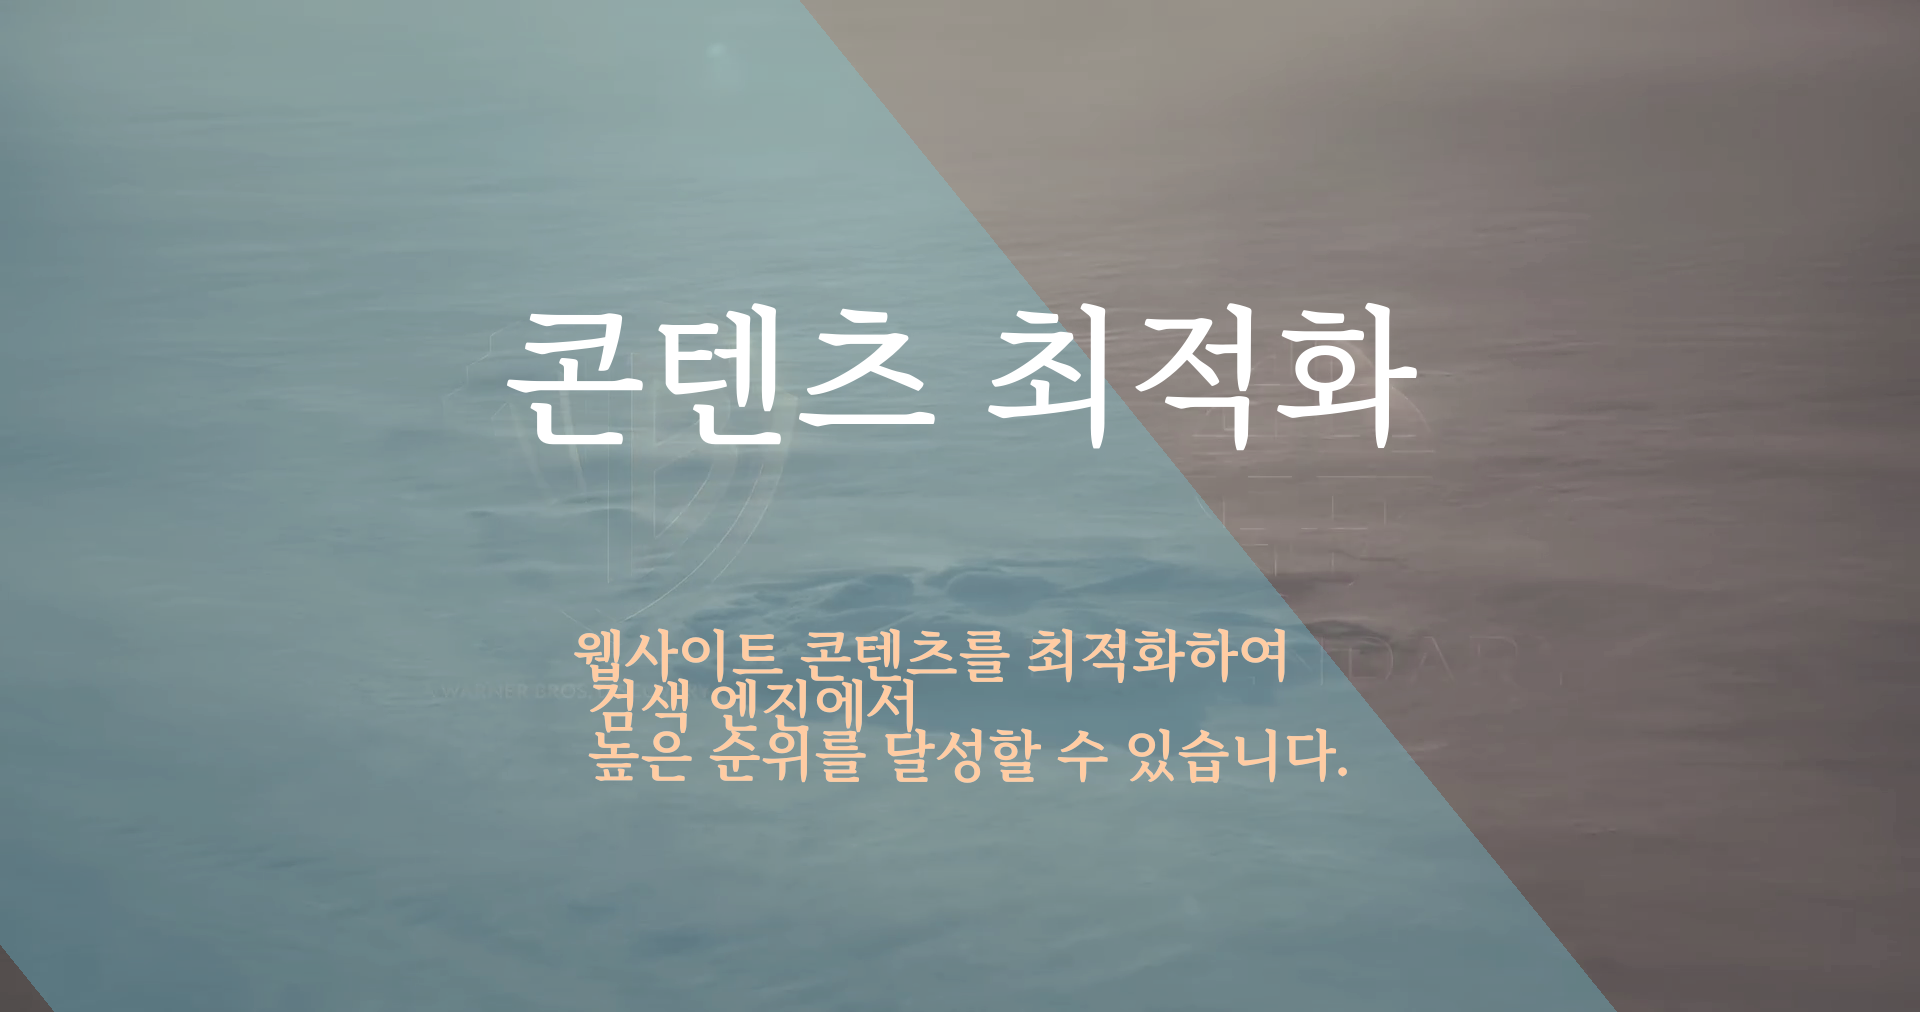 콘텐츠 최적화
웹사이트 콘텐츠를 최적화하여
검색 엔진에서
높은 순위를 달성할 수 있습니다.
WARNER BROS.